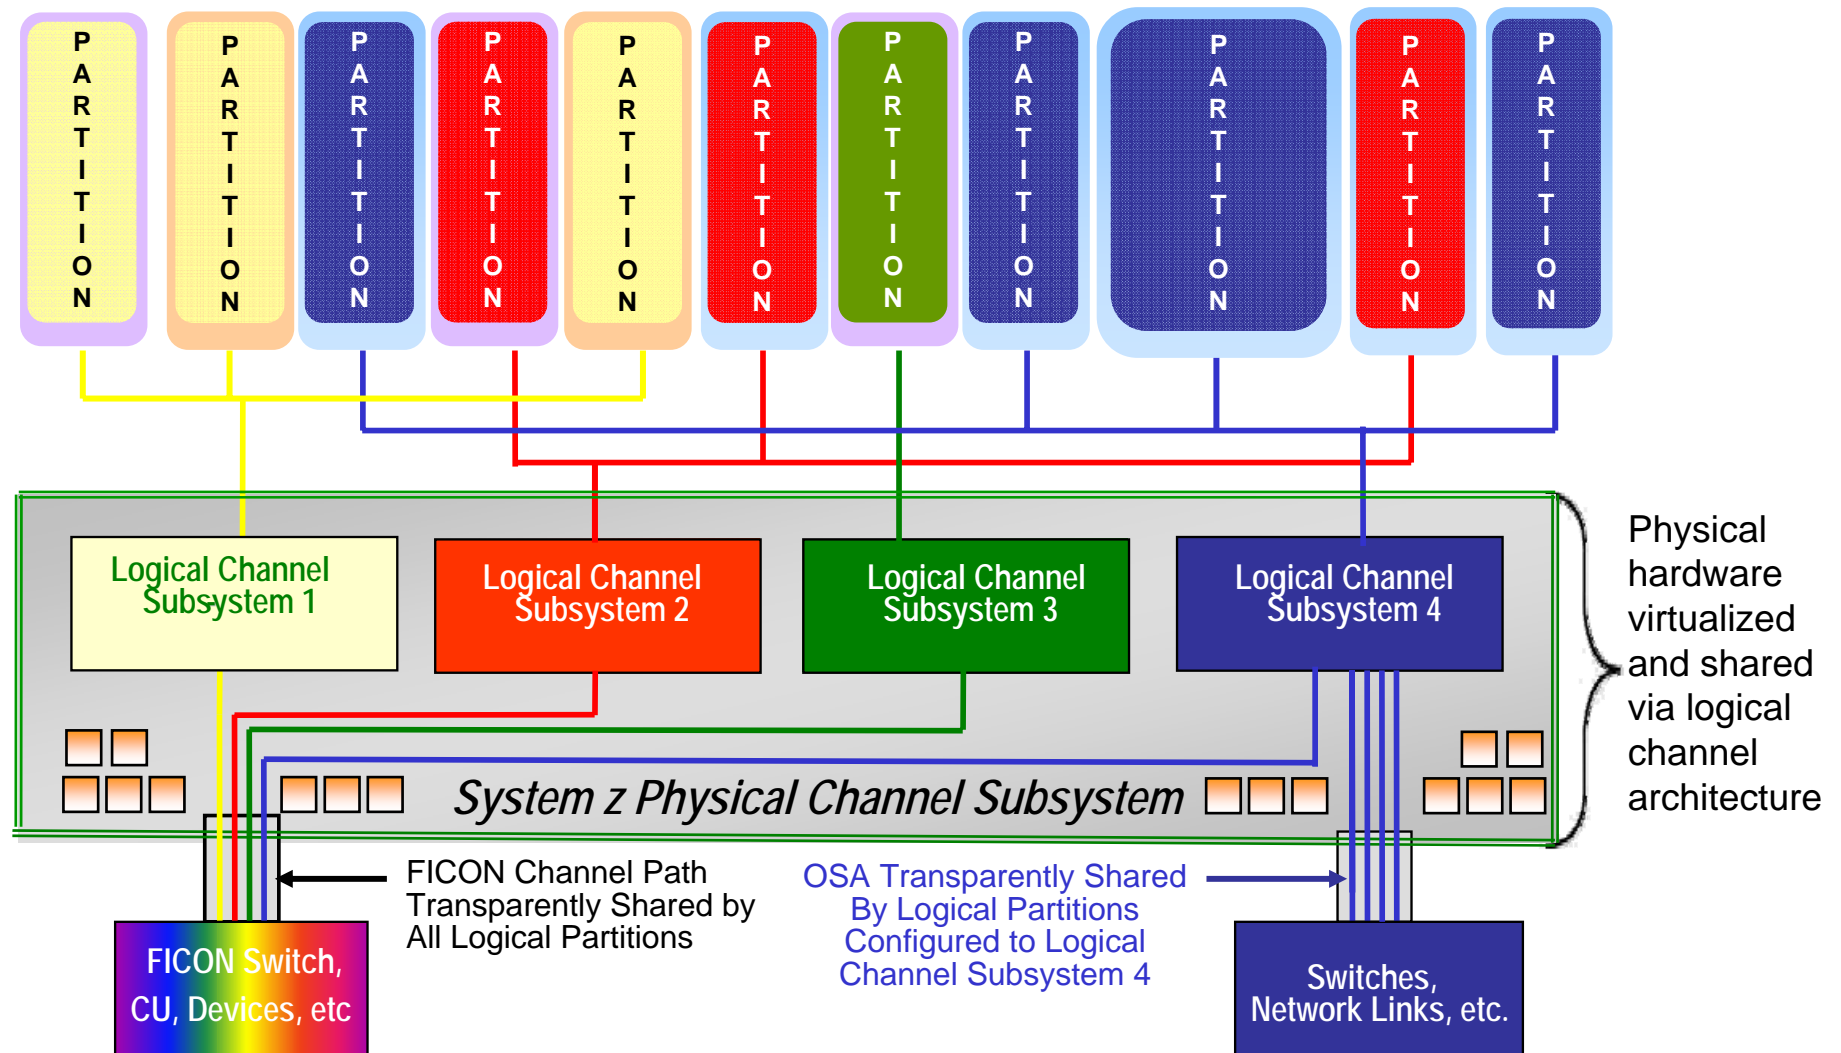 PARTITION
PARTITION
PARTITION
PARTITION
PARTITION
PARTITION
PARTITION
PARTITION
PARTITION
PARTITION
PARTITION
Logical Channel
Subsystem 1
Logical Channel
Subsystem 2
Logical Channel
Subsystem 3
Logical Channel
Subsystem 4
Physical
hardware
virtualized
and shared
via logical
channel
architecture
System z Physical Channel Subsystem
FICON Channel Path
Transparently Shared by
All Logical Partitions
OSA Transparently Shared
By Logical Partitions
Configured to Logical
Channel Subsystem 4
FICON Switch,
CU, Devices, etc
Switches,
Network Links, etc.